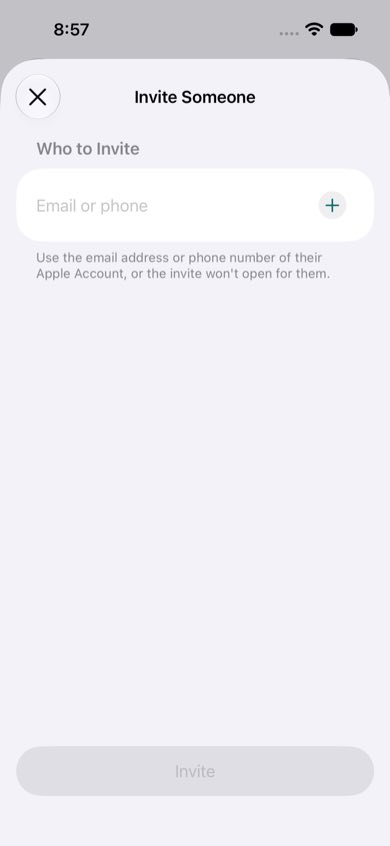 8:57
Invite Someone
Who to Invite
Email or phone
Use the email address or phone number of their
Apple Account, or the invite won't open for them.
Invite